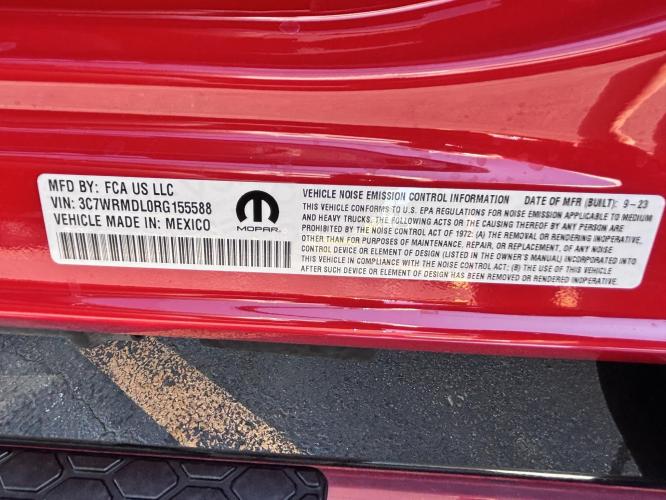 MFD BY: FCA US LLC
VIN: 3C7WRMDL0RG155588
VEHICLE MADE IN: MEXICO
MOPAR
VEHICLE NOISE EMISSION CONTROL INFORMATION DATE OF MFR (BUILT): 9-23
THIS VEHICLE CONFORMS TO U.S. EPA REGULATIONS FOR NOISE EMISSION APPLICABLE TO MEDIUM
AND HEAVY TRUCKS. THE FOLLOWING ACTS OR THE CAUSING THEREOF BY ANY PERSON ARE
PROHIBITED BY THE NOISE CONTROL ACT OF 1972: (A) THE REMOVAL OR RENDERING INOPERATIVE,
OTHER THAN FOR PURPOSES OF MAINTENANCE, REPAIR, OR REPLACEMENT, OF ANY NOISE
CONTROL DEVICE OR ELEMENT OF DESIGN (LISTED IN THE OWNER'S MANUAL) INCORPORATED INTO
THIS VEHICLE IN COMPLIANCE WITH THE NOISE CONTROL ACT; (B) THE USE OF THIS VEHICLE
AFTER SUCH DEVICE OR ELEMENT OF DESIGN HAS BEEN REMOVED OR RENDERED INOPERATIVE.